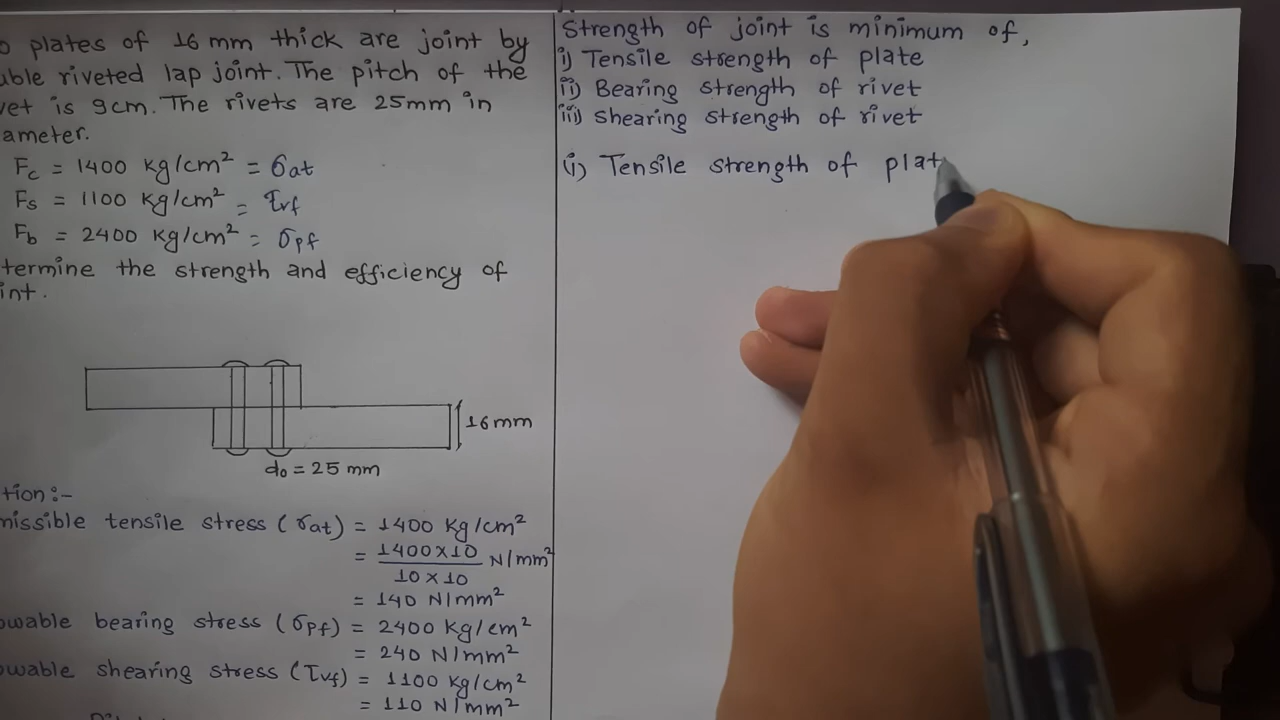 o plates of 16 mm thick are joint by
uble riveted lap joint. The pitch of the
vet is 9cm. The rivets are 25mm in
ameter.
Fc = 1400 kg/cm² = σat
Fs = 1100 kg/cm² = τvf
Fb = 2400 kg/cm² = σpf
termine the strength and efficiency of
int.
16 mm
do = 25 mm
tion:-
missible tensile stress (σat) = 1400 kg/cm²
= 1400×10 / 10×10 N/mm²
= 140 N/mm²
owable bearing stress (σpf) = 2400 kg/cm²
= 240 N/mm²
owable shearing stress (τvf) = 1100 kg/cm²
= 110 N/mm²
Strength of joint is minimum of,
i) Tensile strength of plate
ii) Bearing strength of rivet
iii) Shearing strength of rivet
(i) Tensile strength of plat